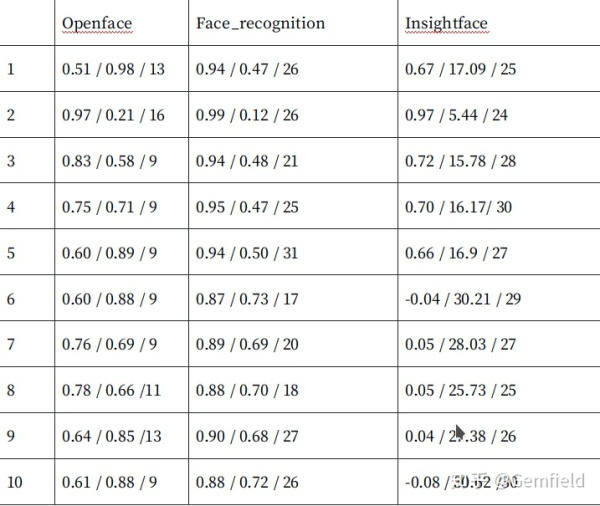 Openface Face_recognition Insightface
1 0.51 / 0.98 / 13 0.94 / 0.47 / 26 0.67 / 17.09 / 25
2 0.97 / 0.21 / 16 0.99 / 0.12 / 26 0.97 / 5.44 / 24
3 0.83 / 0.58 / 9 0.94 / 0.48 / 21 0.72 / 15.78 / 28
4 0.75 / 0.71 / 9 0.95 / 0.47 / 25 0.70 / 16.17/ 30
5 0.60 / 0.89 / 9 0.94 / 0.50 / 31 0.66 / 16.9 / 27
6 0.60 / 0.88 / 9 0.87 / 0.73 / 17 -0.04 / 30.21 / 29
7 0.76 / 0.69 / 9 0.89 / 0.69 / 20 0.05 / 28.03 / 27
8 0.78 / 0.66 /11 0.88 / 0.70 / 18 0.05 / 25.73 / 25
9 0.64 / 0.85 /13 0.90 / 0.68 / 27 0.04 / / 26
10 0.61 / 0.88 / 9 0.88 / 0.72 / 26 -0.08 /
知乎 @Gemfield